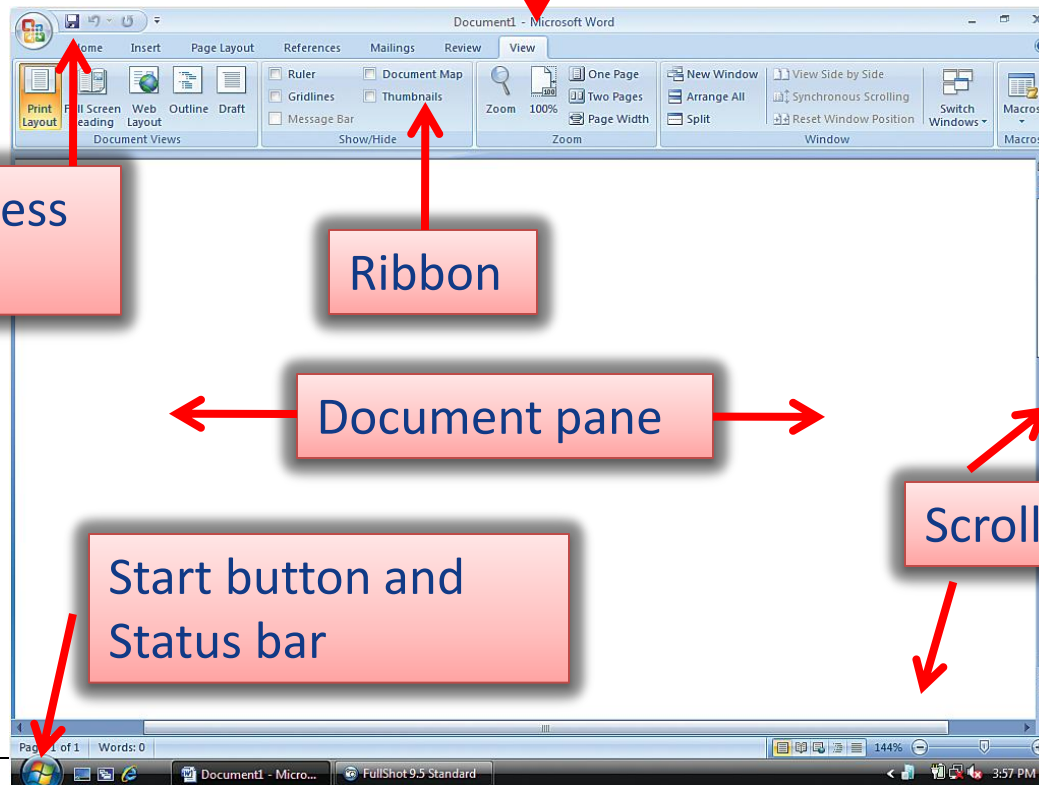 Document1 - Microsoft Word
Home Insert Page Layout References Mailings Review View
Print Layout
Full Screen Reading
Web Layout
Outline
Draft
Document Views
Ruler
Gridlines
Message Bar
Document Map
Thumbnails
Show/Hide
Zoom
100%
One Page
Two Pages
Page Width
Zoom
New Window
Arrange All
Split
View Side by Side
Synchronous Scrolling
Reset Window Position
Switch Windows
Window
Macros
Macros
ess
Ribbon
Document pane
Scroll
Start button and
Status bar
Page 1 of 1 Words: 0 144%
Document1 - Micro... FullShot 9.5 Standard 3:57 PM